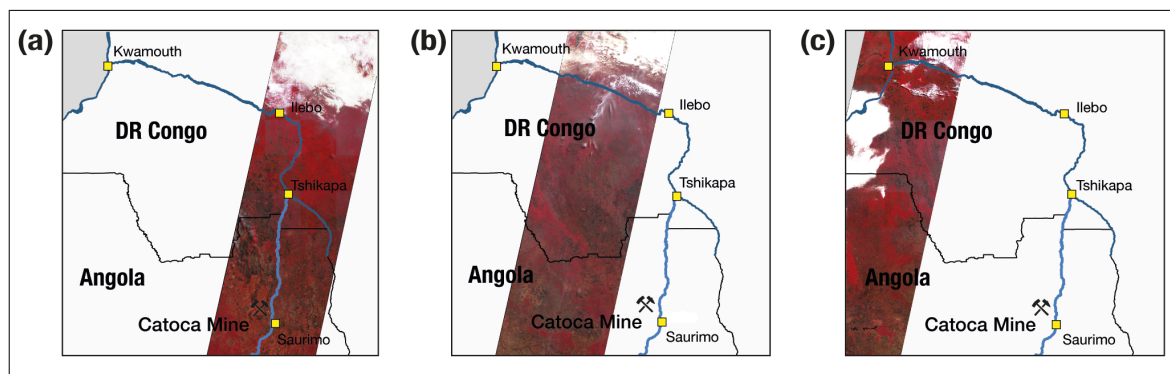 (a)
Kwamouth
Ilebo
DR Congo
Tshikapa
Angola
Catoca Mine
Saurimo
(b)
Kwamouth
Ilebo
DR Congo
Tshikapa
Angola
Catoca Mine
Saurimo
(c)
Kwamouth
Ilebo
DR Congo
Tshikapa
Angola
Catoca Mine
Saurimo